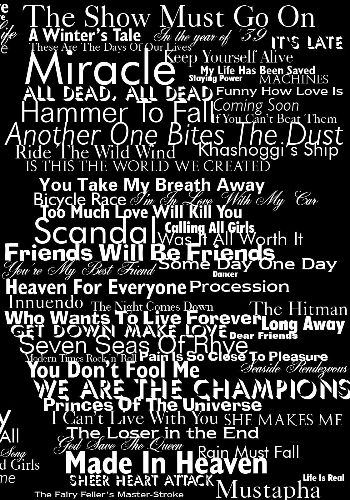 The Show Must Go On
A Winter's Tale In the year of '39
life These Are The Days Of Our Lives IT'S LATE
Keep Yourself Alive
Miracle My Life Has Been Saved
Staying Power MACHINES
ALL DEAD, ALL DEAD Funny How Love Is
Hammer To Fall Coming Soon
If You Can't Beat Them
Another One Bites The Dust
Ride The Wild Wind Khashoggi's Ship
IS THIS THE WORLD WE CREATED
You Take My Breath Away
Bicycle Race I'm In Love With My Car
Too Much Love Will Kill You
Scandal Calling All Girls
Was It All Worth It
Friends Will Be Friends
You're My Best Friend Some Day One Day
Dancer
Heaven For Everyone Procession
Innuendo The Night Comes Down The Hitman
Who Wants To Live Forever Long Away
GET DOWN MAKE LOVE Dear Friends
Seven Seas Of Rhye
Modern Times Rock n Roll Pain Is So Close To Pleasure
You Don't Fool Me Seaside Rendezvous
WE ARE THE CHAMPIONS
Princes Of The Universe
I Can't Live With You SHE MAKES ME
All The Loser in the End
Song God Save The Queen Rain Must Fall
d Girls Made In Heaven
ne SHEER HEART ATTACK Life Is Real
The Fairy Feller's Master-Stroke Mustapha